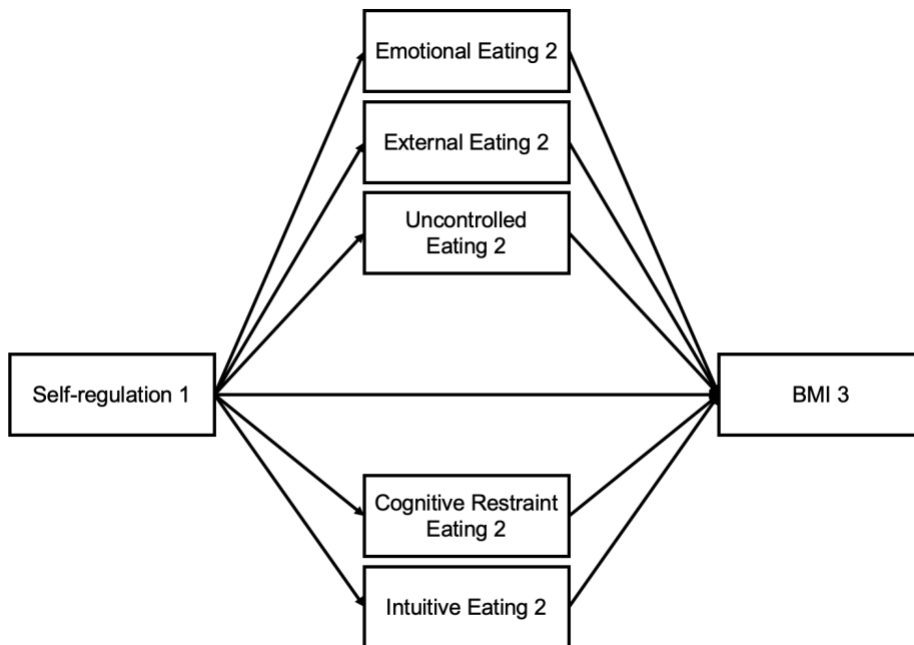 Emotional Eating 2
External Eating 2
Uncontrolled
Eating 2
Self-regulation 1
BMI 3
Cognitive Restraint
Eating 2
Intuitive Eating 2